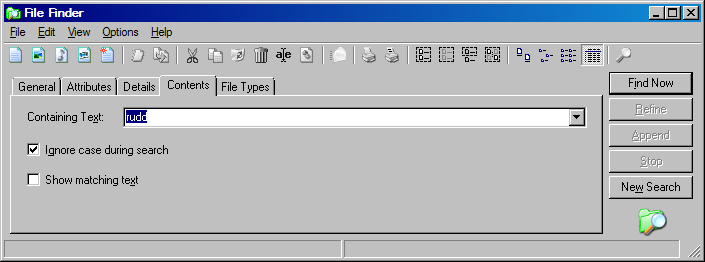 File Finder
File Edit View Options Help
General Attributes Details Contents File Types
Containing Text: rudd
Ignore case during search
Show matching text
Find Now
Refine
Append
Stop
New Search